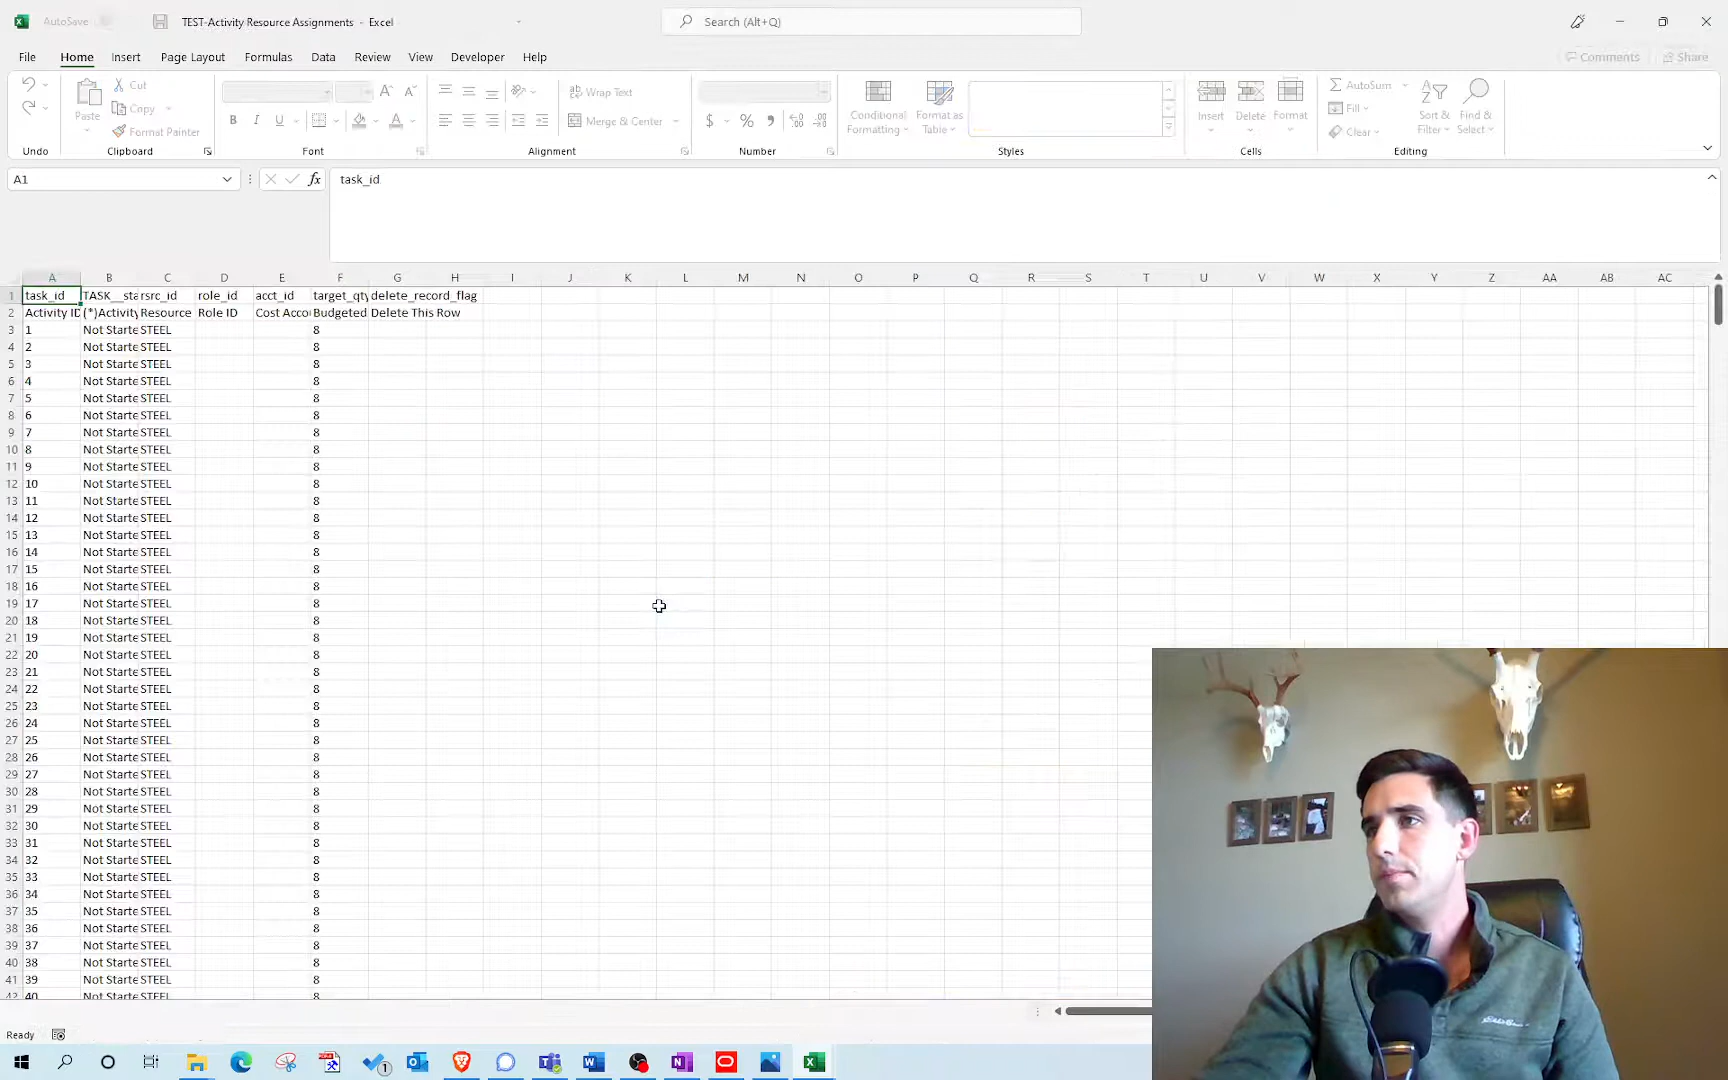 AutoSave TEST-Activity Resource Assignments - Excel Search (Alt+Q)
File Home Insert Page Layout Formulas Data Review View Developer Help Comments Share
Cut
Copy
Format Painter
Paste
Wrap Text
Merge & Center
Conditional Formatting
Format as Table
Insert Delete Format
AutoSum
Fill
Clear
Sort & Filter
Find & Select
Undo Clipboard Font Alignment Number Styles Cells Editing
A1 fx task_id
A B C D E F G H I J K L M N O P Q R S T U V W X Y Z AA AB AC
1 task_id TASK__sta rsrc_id role_id acct_id target_qty delete_record_flag
2 Activity ID (*)Activity Resource Role ID Cost Acco Budgeted Delete This Row
3 1 Not Starte STEEL 8
4 2 Not Starte STEEL 8
5 3 Not Starte STEEL 8
6 4 Not Starte STEEL 8
7 5 Not Starte STEEL 8
8 6 Not Starte STEEL 8
9 7 Not Starte STEEL 8
10 8 Not Starte STEEL 8
11 9 Not Starte STEEL 8
12 10 Not Starte STEEL 8
13 11 Not Starte STEEL 8
14 12 Not Starte STEEL 8
15 13 Not Starte STEEL 8
16 14 Not Starte STEEL 8
17 15 Not Starte STEEL 8
18 16 Not Starte STEEL 8
19 17 Not Starte STEEL 8
20 18 Not Starte STEEL 8
21 19 Not Starte STEEL 8
22 20 Not Starte STEEL 8
23 21 Not Starte STEEL 8
24 22 Not Starte STEEL 8
25 23 Not Starte STEEL 8
26 24 Not Starte STEEL 8
27 25 Not Starte STEEL 8
28 26 Not Starte STEEL 8
29 27 Not Starte STEEL 8
30 28 Not Starte STEEL 8
31 29 Not Starte STEEL 8
32 30 Not Starte STEEL 8
33 31 Not Starte STEEL 8
34 32 Not Starte STEEL 8
35 33 Not Starte STEEL 8
36 34 Not Starte STEEL 8
37 35 Not Starte STEEL 8
38 36 Not Starte STEEL 8
39 37 Not Starte STEEL 8
40 38 Not Starte STEEL 8
41 39 Not Starte STEEL 8
42 40 Not Starte STEEL 8
Ready